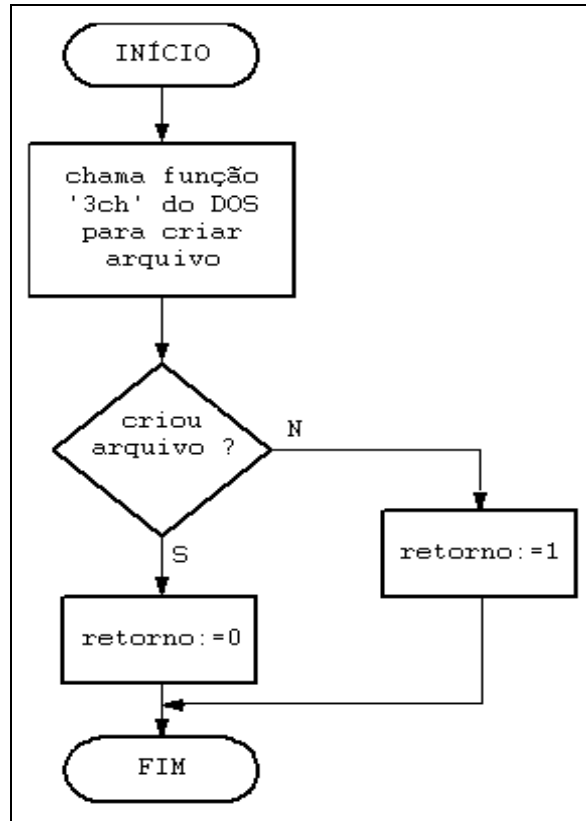 INÍCIO
chama função
'3ch' do DOS
para criar
arquivo
criou
arquivo ?
N
S
retorno:=1
retorno:=0
FIM